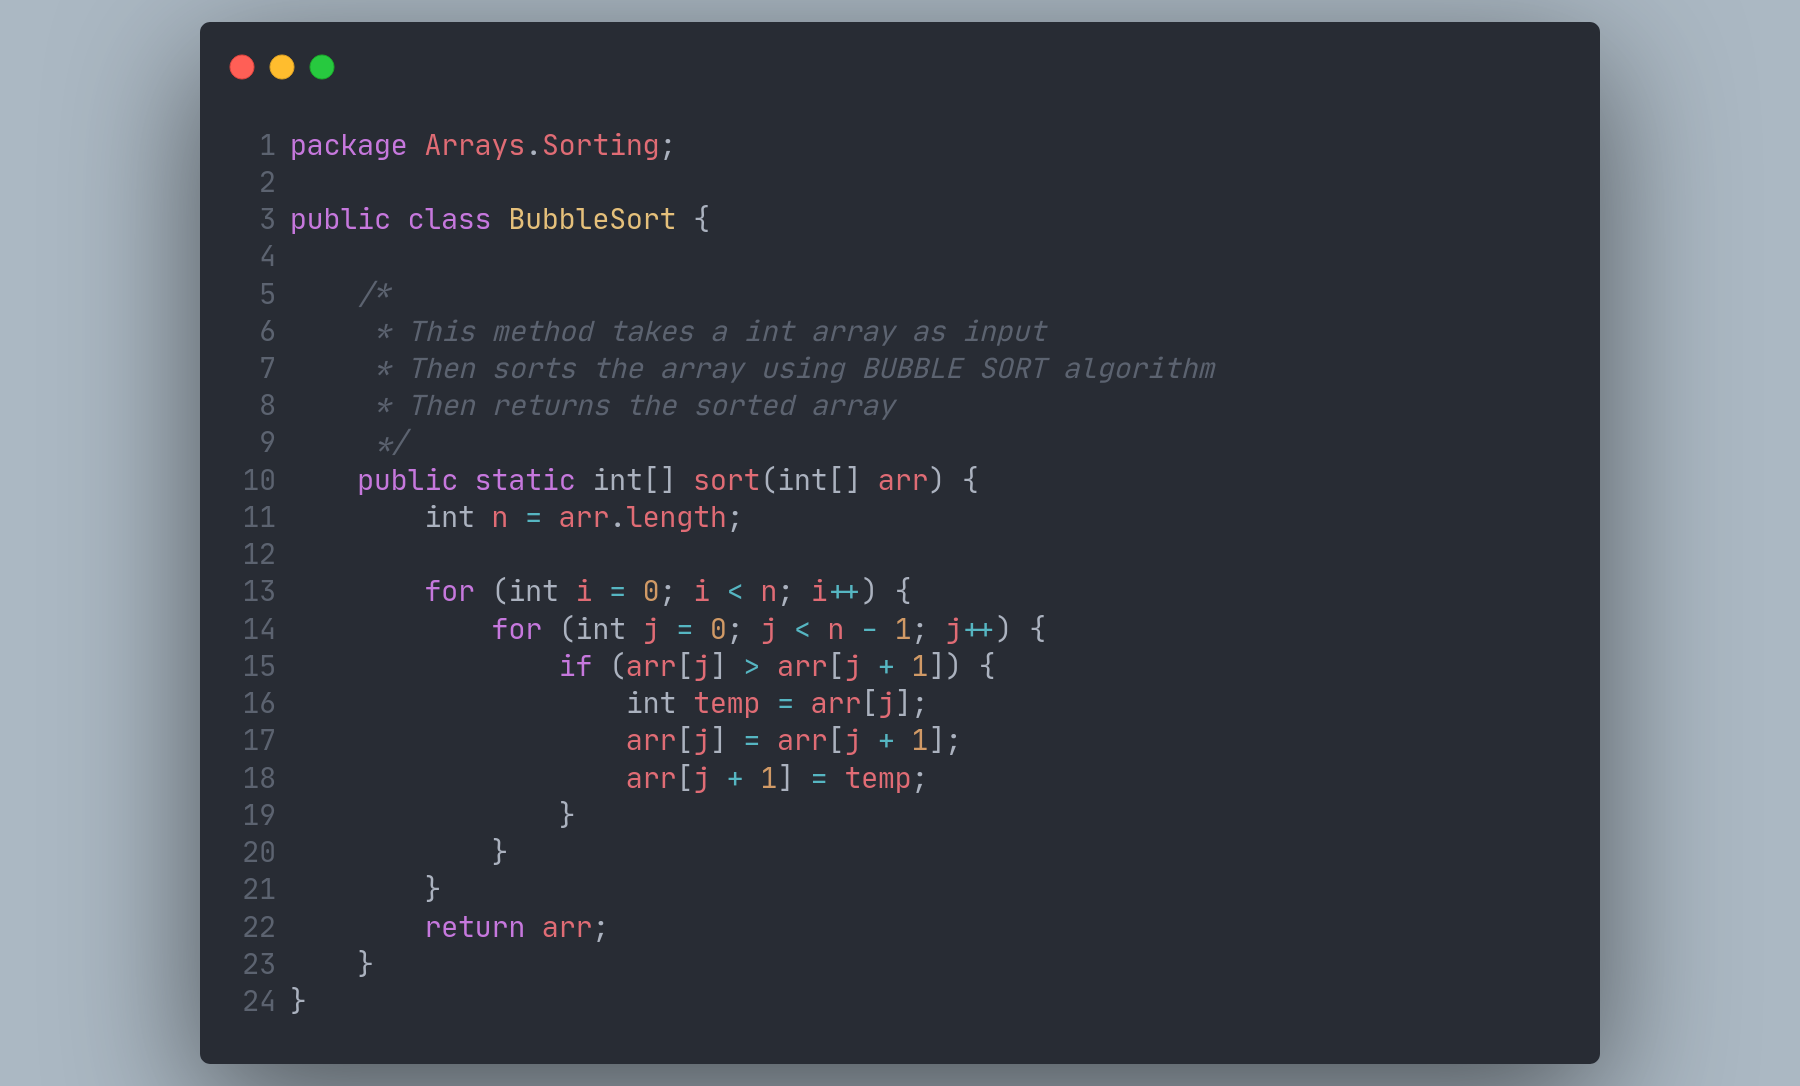 1 package Arrays.Sorting;
2
3 public class BubbleSort {
4
5     /*
6      * This method takes a int array as input
7      * Then sorts the array using BUBBLE SORT algorithm
8      * Then returns the sorted array
9      */
10     public static int[] sort(int[] arr) {
11         int n = arr.length;
12
13         for (int i = 0; i < n; i++) {
14             for (int j = 0; j < n - 1; j++) {
15                 if (arr[j] > arr[j + 1]) {
16                     int temp = arr[j];
17                     arr[j] = arr[j + 1];
18                     arr[j + 1] = temp;
19                 }
20             }
21         }
22         return arr;
23     }
24 }